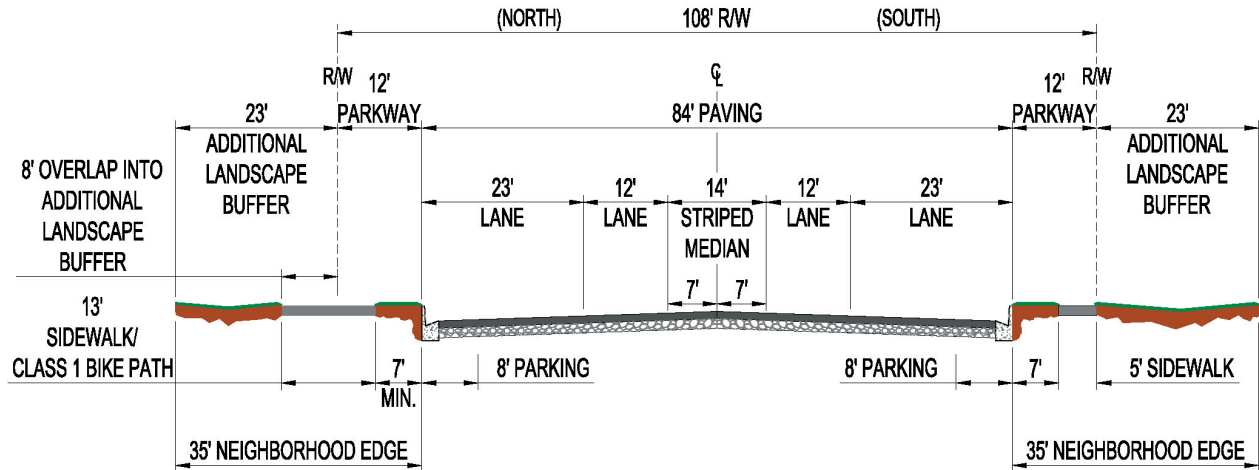 (NORTH) 108' R/W (SOUTH)
R/W ℄ R/W
12' 12'
PARKWAY PARKWAY
23' 84' PAVING 23'
ADDITIONAL
LANDSCAPE
BUFFER
ADDITIONAL
LANDSCAPE
BUFFER
8' OVERLAP INTO
ADDITIONAL
LANDSCAPE
BUFFER
23' 12' 14' 12' 23'
LANE LANE STRIPED LANE LANE
MEDIAN
7' 7'
13'
SIDEWALK/
CLASS 1 BIKE PATH
7'
MIN.
8' PARKING 8' PARKING 7' 5' SIDEWALK
35' NEIGHBORHOOD EDGE 35' NEIGHBORHOOD EDGE